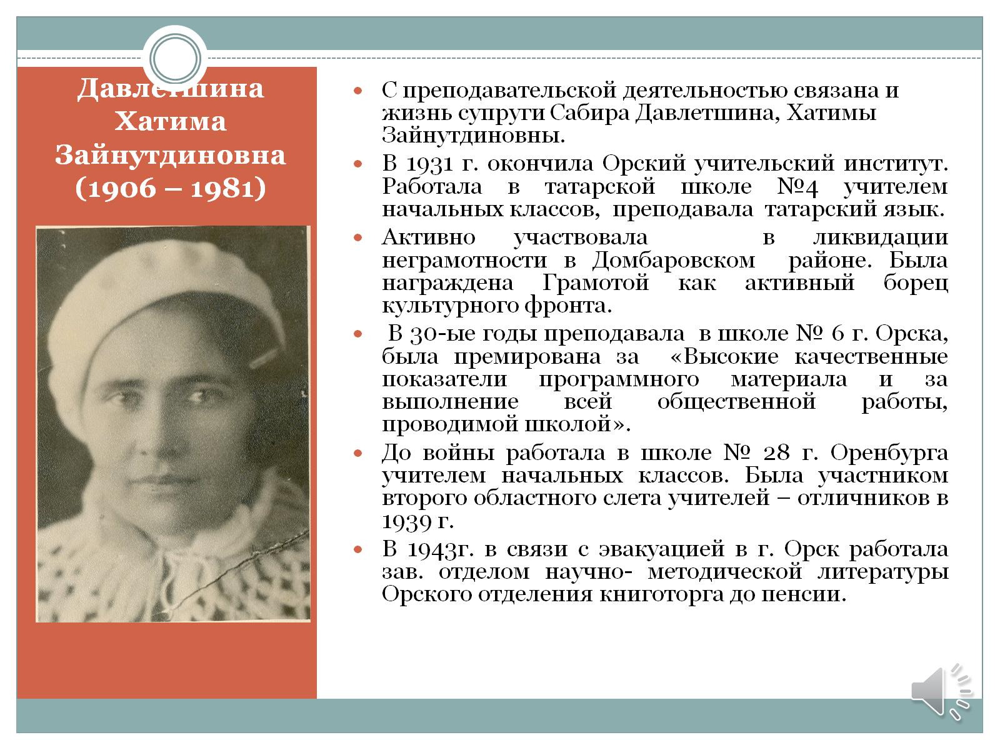 Давлетшина
Хатима
Зайнутдиновна
(1906 – 1981)
С преподавательской деятельностью связана и
жизнь супруги Сабира Давлетшина, Хатимы
Зайнутдиновны.
В 1931 г. окончила Орский учительский институт.
Работала в татарской школе №4 учителем
начальных классов, преподавала татарский язык.
Активно участвовала в ликвидации
неграмотности в Домбаровском районе. Была
награждена Грамотой как активный борец
культурного фронта.
В 30-ые годы преподавала в школе № 6 г. Орска,
была премирована за «Высокие качественные
показатели программного материала и за
выполнение всей общественной работы,
проводимой школой».
До войны работала в школе № 28 г. Оренбурга
учителем начальных классов. Была участником
второго областного слета учителей – отличников в
1939 г.
В 1943г. в связи с эвакуацией в г. Орск работала
зав. отделом научно- методической литературы
Орского отделения книготорга до пенсии.